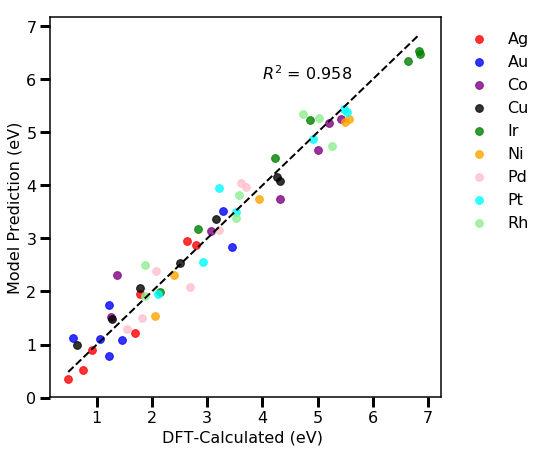 7
6
5
4
3
2
1
0
Model Prediction (eV)
R² = 0.958
1 2 3 4 5 6 7
DFT-Calculated (eV)
Ag
Au
Co
Cu
Ir
Ni
Pd
Pt
Rh